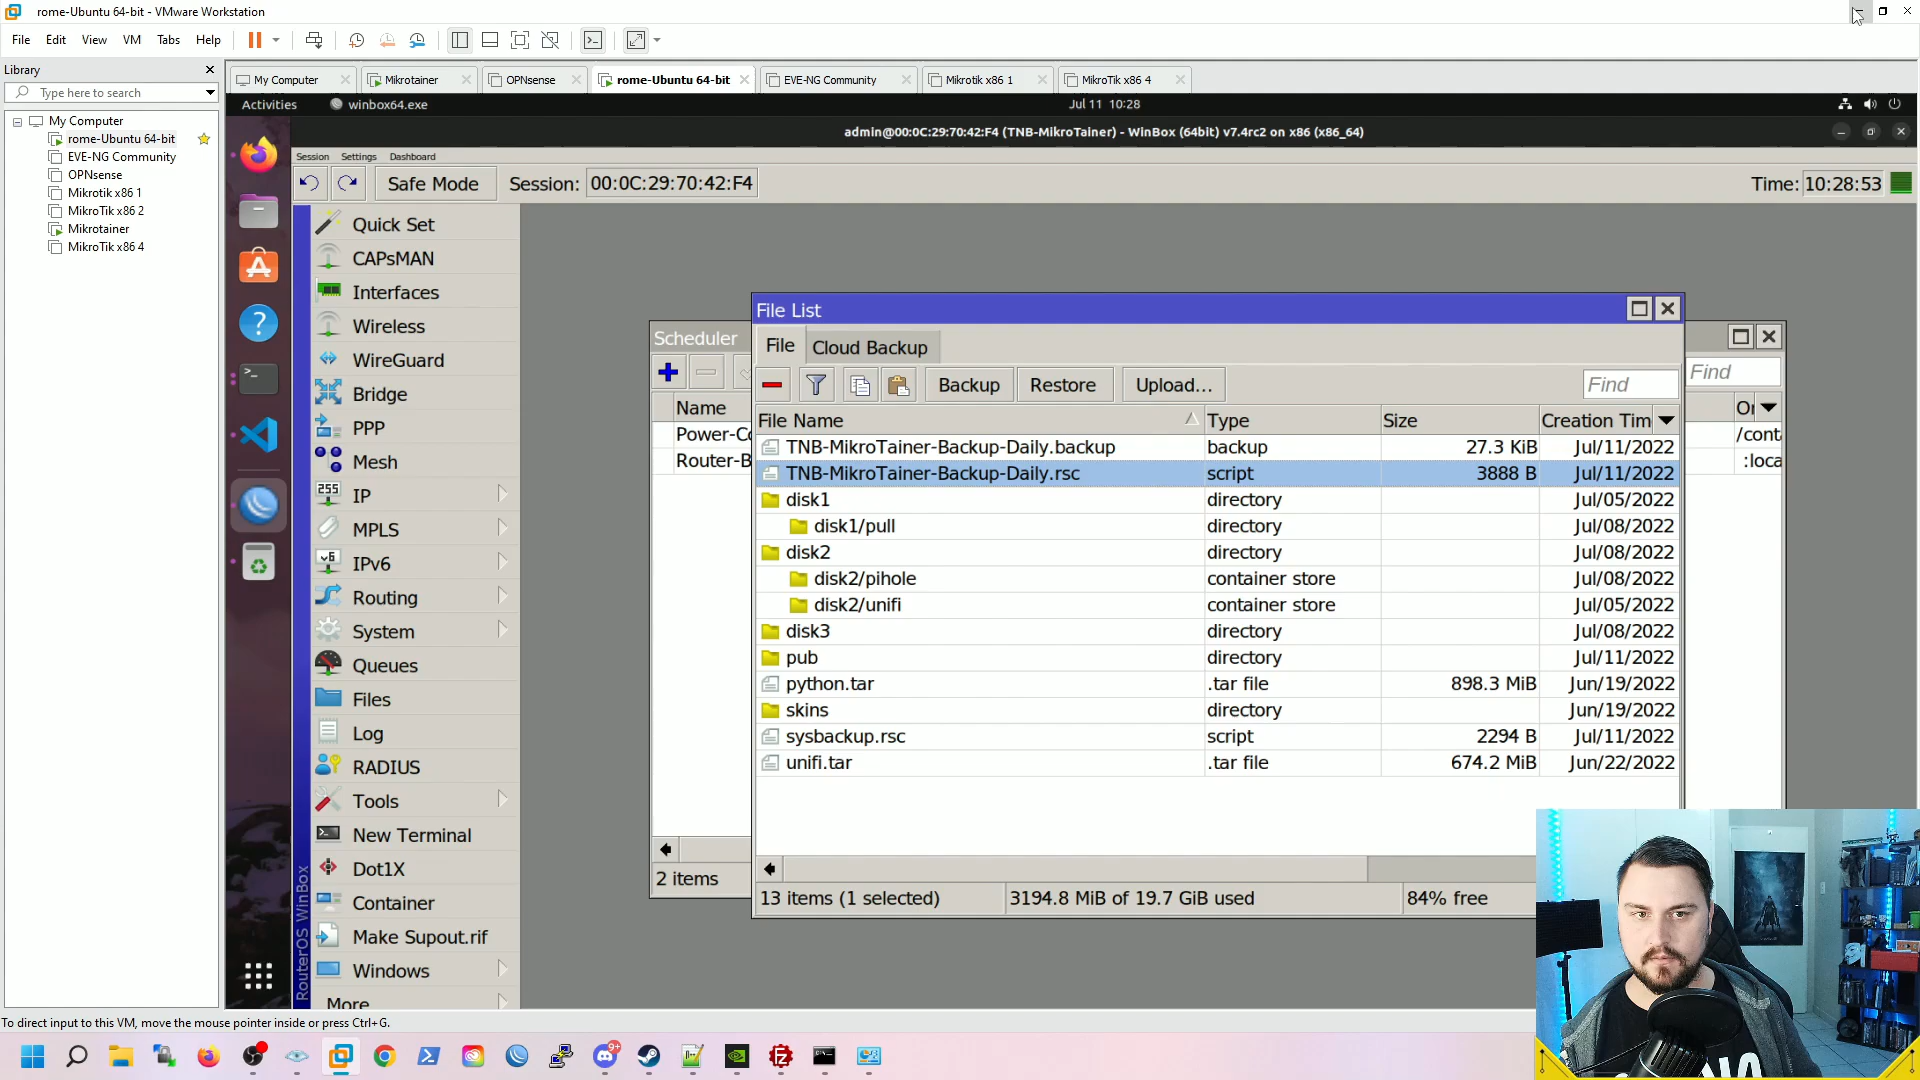 rome-Ubuntu 64-bit - VMware Workstation
File Edit View VM Tabs Help
Library
Type here to search
My Computer
rome-Ubuntu 64-bit
EVE-NG Community
OPNsense
Mikrotik x86 1
MikroTik x86 2
Mikrotainer
MikroTik x86 4
My Computer Mikrotainer OPNsense rome-Ubuntu 64-bit EVE-NG Community Mikrotik x86 1 MikroTik x86 4
Activities winbox64.exe Jul 11 10:28
admin@00:0C:29:70:42:F4 (TNB-MikroTainer) - WinBox (64bit) v7.4rc2 on x86 (x86_64)
Session Settings Dashboard
Safe Mode Session: 00:0C:29:70:42:F4 Time: 10:28:53
Quick Set
CAPsMAN
Interfaces
Wireless
WireGuard
Bridge
PPP
Mesh
255 IP
MPLS
v6 IPv6
Routing
System
Queues
Files
Log
RADIUS
Tools
New Terminal
Dot1X
Container
Make Supout.rif
Windows
More
RouterOS WinBox
Scheduler
Find
Name
Power-Co
/conta
Router-B
:loca
2 items
File List
File Cloud Backup
Backup Restore Upload... Find
File Name Type Size Creation Tim
TNB-MikroTainer-Backup-Daily.backup backup 27.3 KiB Jul/11/2022
TNB-MikroTainer-Backup-Daily.rsc script 3888 B Jul/11/2022
disk1 directory Jul/05/2022
disk1/pull directory Jul/08/2022
disk2 directory Jul/08/2022
disk2/pihole container store Jul/08/2022
disk2/unifi container store Jul/05/2022
disk3 directory Jul/08/2022
pub directory Jul/11/2022
python.tar .tar file 898.3 MiB Jun/19/2022
skins directory Jun/19/2022
sysbackup.rsc script 2294 B Jul/11/2022
unifi.tar .tar file 674.2 MiB Jun/22/2022
13 items (1 selected) 3194.8 MiB of 19.7 GiB used 84% free
To direct input to this VM, move the mouse pointer inside or press Ctrl+G.
9+